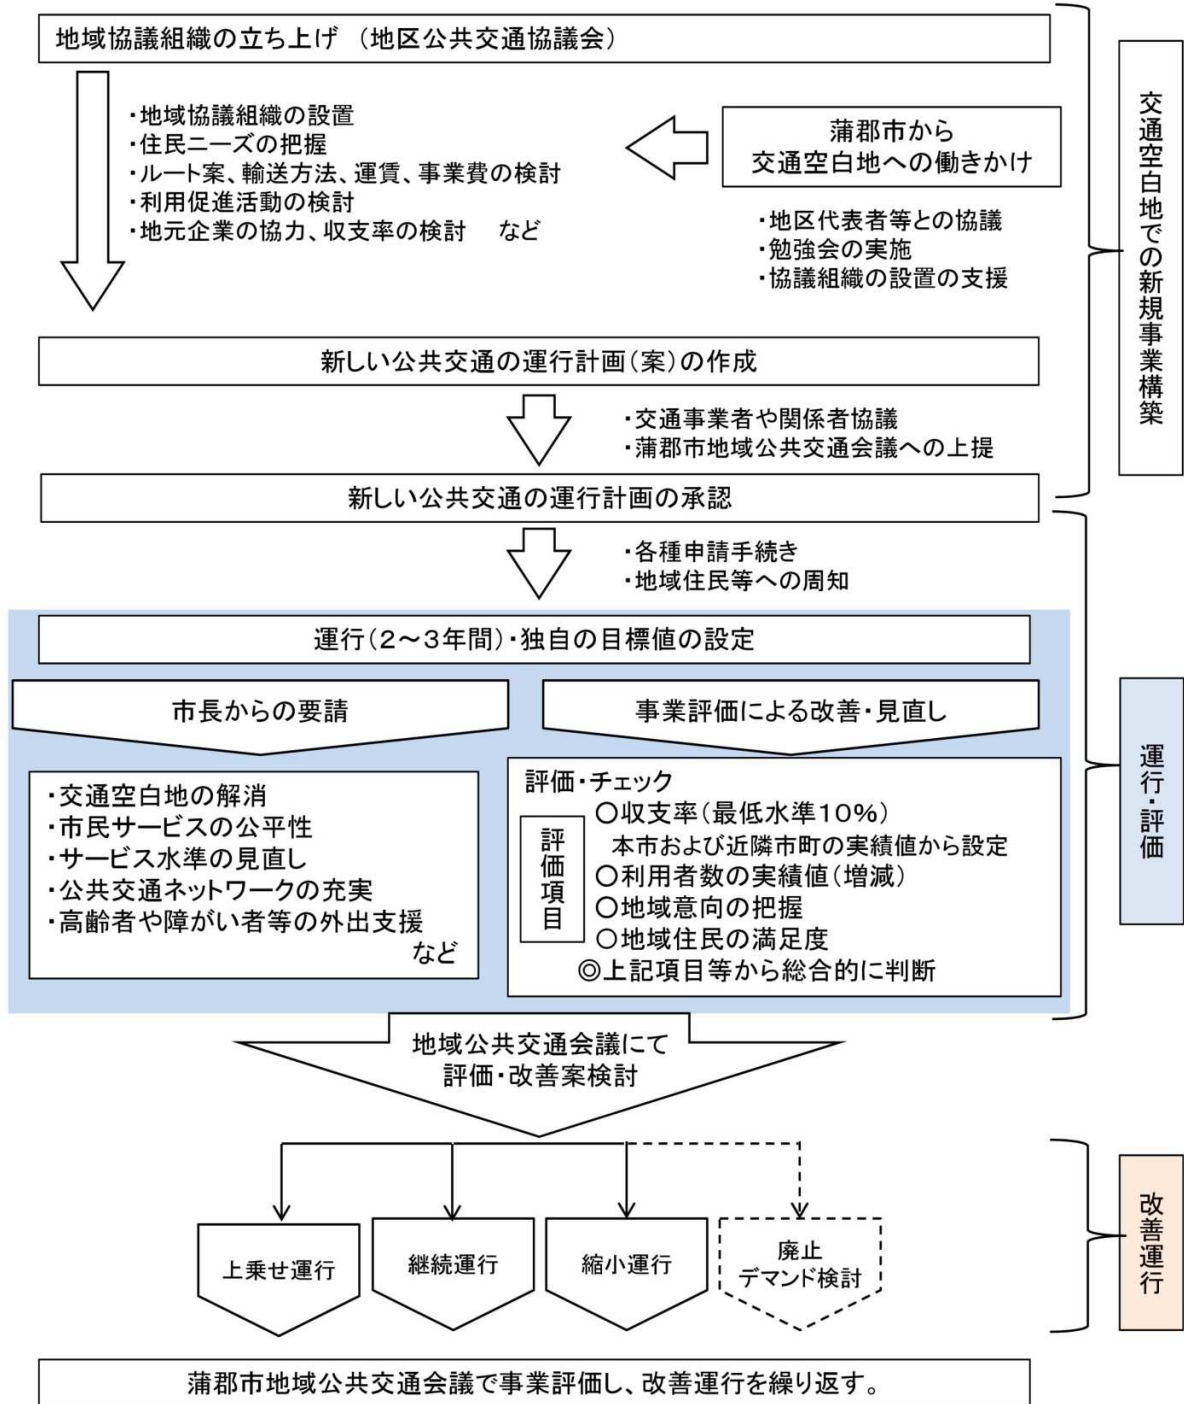 地域協議組織の立ち上げ （地区公共交通協議会）
・地域協議組織の設置
・住民ニーズの把握
・ルート案、輸送方法、運賃、事業費の検討
・利用促進活動の検討
・地元企業の協力、収支率の検討　など
蒲郡市から
交通空白地への働きかけ
・地区代表者等との協議
・勉強会の実施
・協議組織の設置の支援
交通空白地での新規事業構築
新しい公共交通の運行計画（案）の作成
・交通事業者や関係者協議
・蒲郡市地域公共交通会議への上提
新しい公共交通の運行計画の承認
・各種申請手続き
・地域住民等への周知
運行（２～３年間）・独自の目標値の設定
市長からの要請
・交通空白地の解消
・市民サービスの公平性
・サービス水準の見直し
・公共交通ネットワークの充実
・高齢者や障がい者等の外出支援
など
事業評価による改善・見直し
評価・チェック
評価項目
○収支率（最低水準１０％）
本市および近隣市町の実績値から設定
○利用者数の実績値（増減）
○地域意向の把握
○地域住民の満足度
◎上記項目等から総合的に判断
運行・評価
地域公共交通会議にて
評価・改善案検討
上乗せ運行
継続運行
縮小運行
廃止
デマンド検討
改善運行
蒲郡市地域公共交通会議で事業評価し、改善運行を繰り返す。